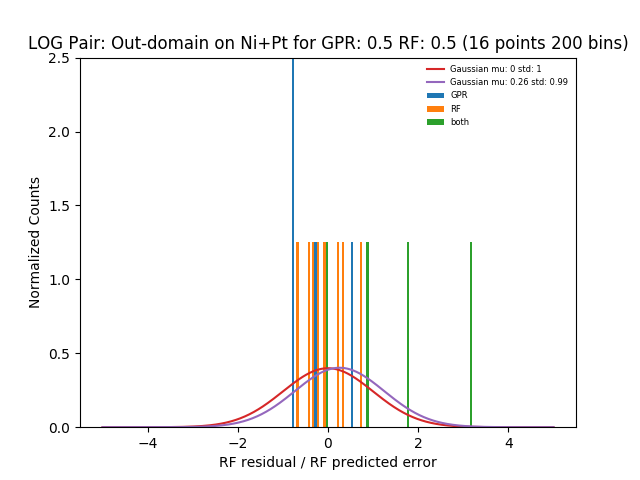 LOG Pair: Out-domain on Ni+Pt for GPR: 0.5 RF: 0.5 (16 points 200 bins)
Gaussian mu: 0 std: 1
Gaussian mu: 0.26 std: 0.99
GPR
RF
both
Normalized Counts
2.5
2.0
1.5
1.0
0.5
0.0
−4 −2 0 2 4
RF residual / RF predicted error